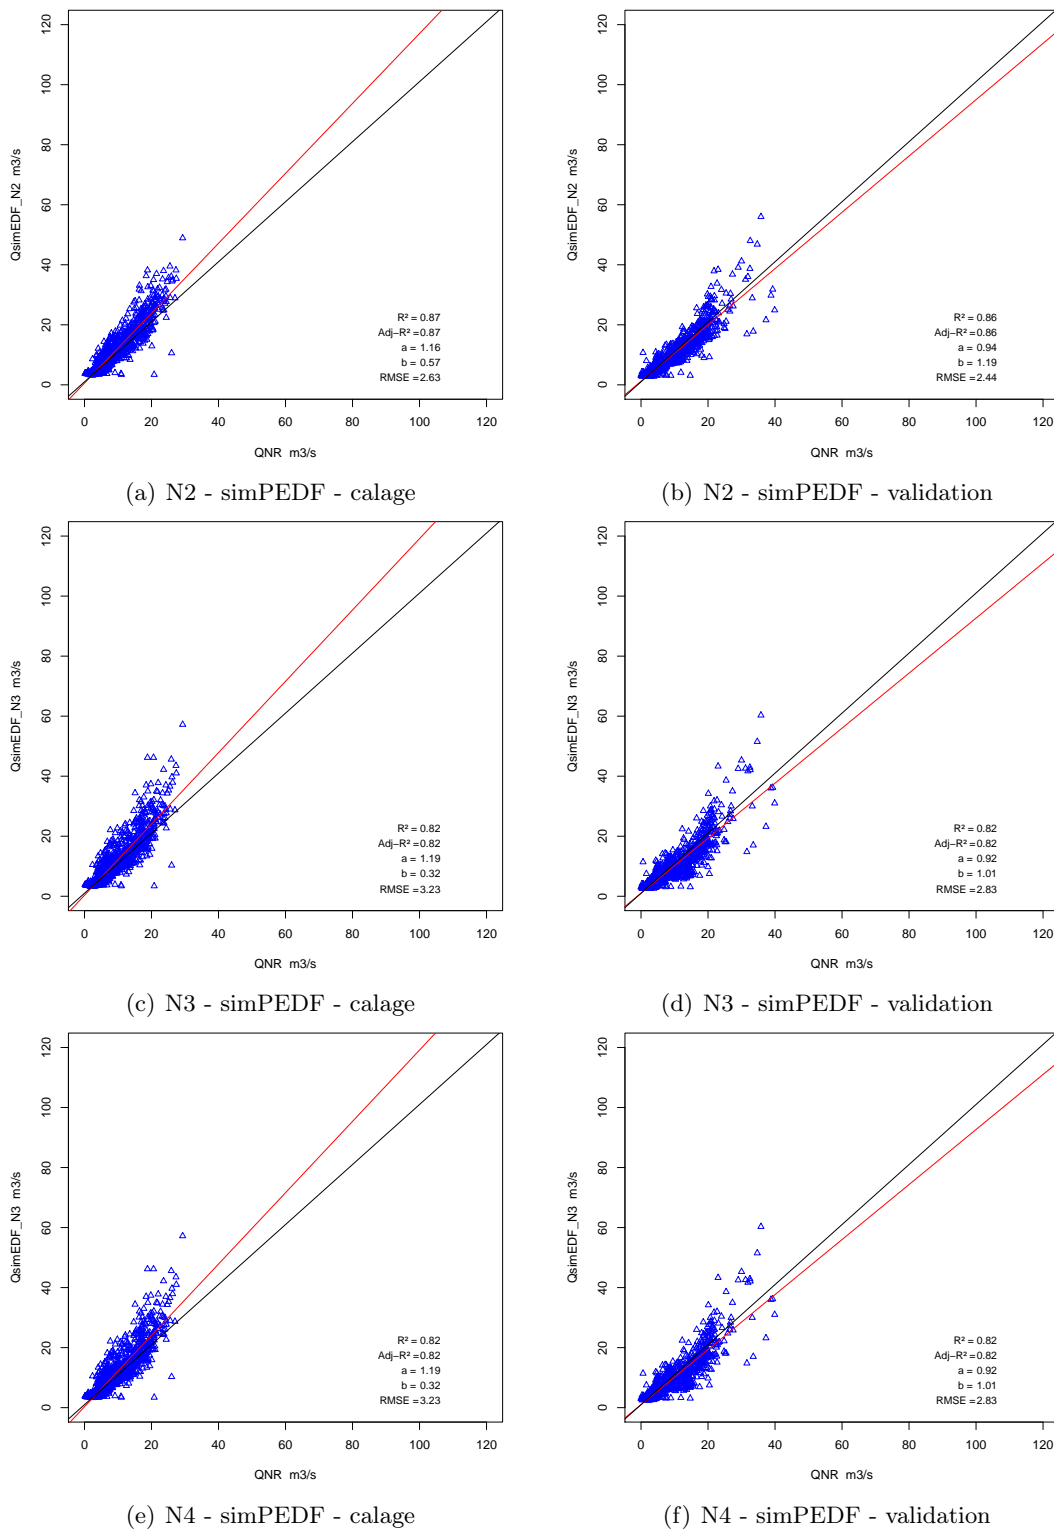 120
100
80
60
40
20
0
QsimEDF_N2 m3/s
R² = 0.87
Adj−R² = 0.87
a = 1.16
b = 0.57
RMSE = 2.63
0 20 40 60 80 100 120
QNR m3/s
(a) N2 - simPEDF - calage
120
100
80
60
40
20
0
QsimEDF_N2 m3/s
R² = 0.86
Adj−R² = 0.86
a = 0.94
b = 1.19
RMSE = 2.44
0 20 40 60 80 100 120
QNR m3/s
(b) N2 - simPEDF - validation
120
100
80
60
40
20
0
QsimEDF_N3 m3/s
R² = 0.82
Adj−R² = 0.82
a = 1.19
b = 0.32
RMSE = 3.23
0 20 40 60 80 100 120
QNR m3/s
(c) N3 - simPEDF - calage
120
100
80
60
40
20
0
QsimEDF_N3 m3/s
R² = 0.82
Adj−R² = 0.82
a = 0.92
b = 1.01
RMSE = 2.83
0 20 40 60 80 100 120
QNR m3/s
(d) N3 - simPEDF - validation
120
100
80
60
40
20
0
QsimEDF_N3 m3/s
R² = 0.82
Adj−R² = 0.82
a = 1.19
b = 0.32
RMSE = 3.23
0 20 40 60 80 100 120
QNR m3/s
(e) N4 - simPEDF - calage
120
100
80
60
40
20
0
QsimEDF_N3 m3/s
R² = 0.82
Adj−R² = 0.82
a = 0.92
b = 1.01
RMSE = 2.83
0 20 40 60 80 100 120
QNR m3/s
(f) N4 - simPEDF - validation